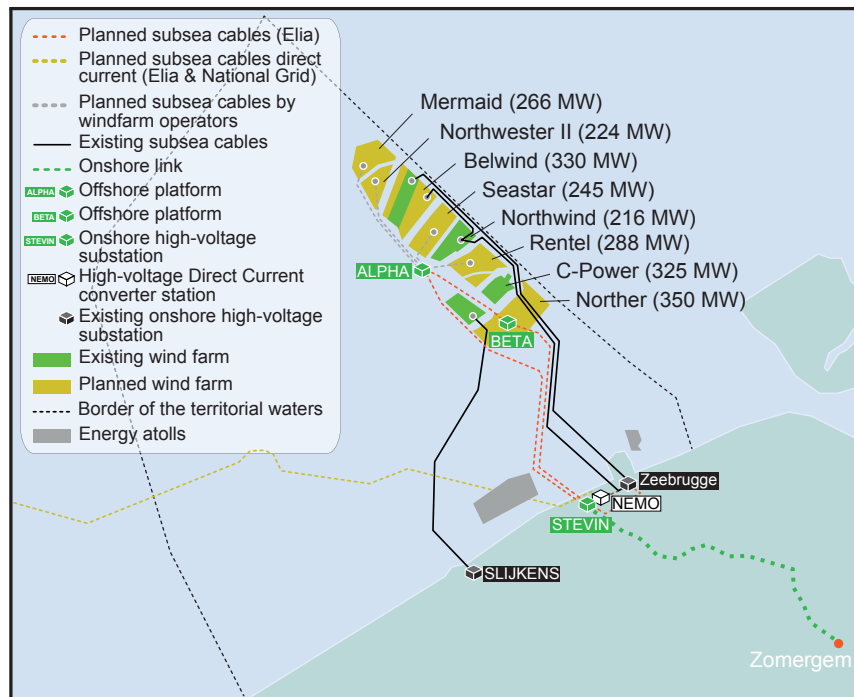 Planned subsea cables (Elia)
Planned subsea cables direct
current (Elia & National Grid)
Planned subsea cables by
windfarm operators
Existing subsea cables
Onshore link
ALPHA Offshore platform
BETA Offshore platform
STEVIN Onshore high-voltage
substation
NEMO High-voltage Direct Current
converter station
Existing onshore high-voltage
substation
Existing wind farm
Planned wind farm
Border of the territorial waters
Energy atolls
Mermaid (266 MW)
Northwester II (224 MW)
Belwind (330 MW)
Seastar (245 MW)
Northwind (216 MW)
Rentel (288 MW)
C-Power (325 MW)
Norther (350 MW)
ALPHA
BETA
Zeebrugge
NEMO
STEVIN
SLIJKENS
Zomergem